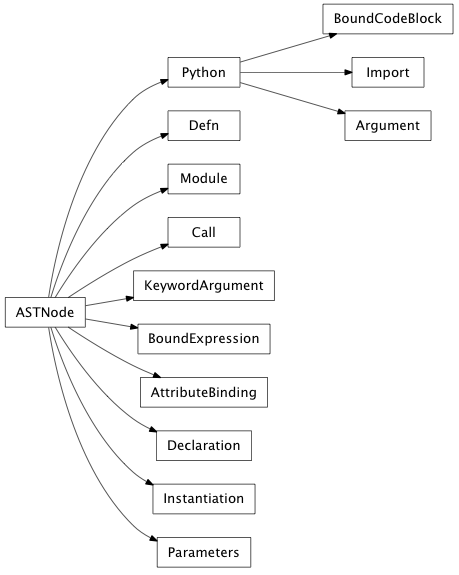 BoundCodeBlock
Python
Import
Argument
Defn
Module
Call
KeywordArgument
ASTNode
BoundExpression
AttributeBinding
Declaration
Instantiation
Parameters